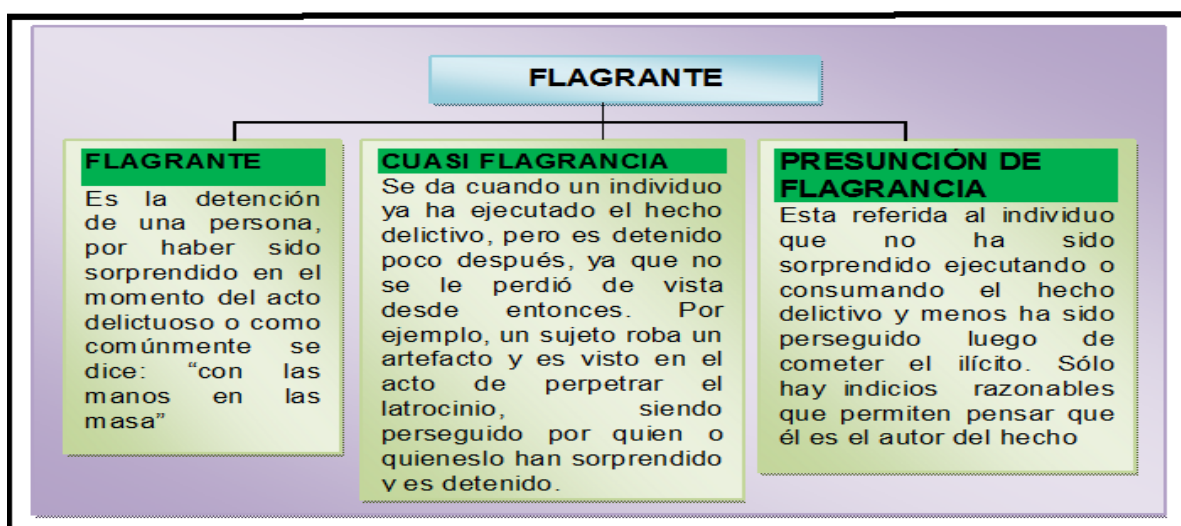 FLAGRANTE
FLAGRANTE
Es la detención
de una persona,
por haber sido
sorprendido en el
momento del acto
delictuoso o como
comúnmente se
dice: “con las
manos en las
masa”
CUASI FLAGRANCIA
Se da cuando un individuo
ya ha ejecutado el hecho
delictivo, pero es detenido
poco después, ya que no
se le perdió de vista
desde entonces. Por
ejemplo, un sujeto roba un
artefacto y es visto en el
acto de perpetrar el
latrocinio, siendo
perseguido por quien o
quieneslo han sorprendido
y es detenido.
PRESUNCIÓN DE
FLAGRANCIA
Esta referida al individuo
que no ha sido
sorprendido ejecutando o
consumando el hecho
delictivo y menos ha sido
perseguido luego de
cometer el ilícito. Sólo
hay indicios razonables
que permiten pensar que
él es el autor del hecho